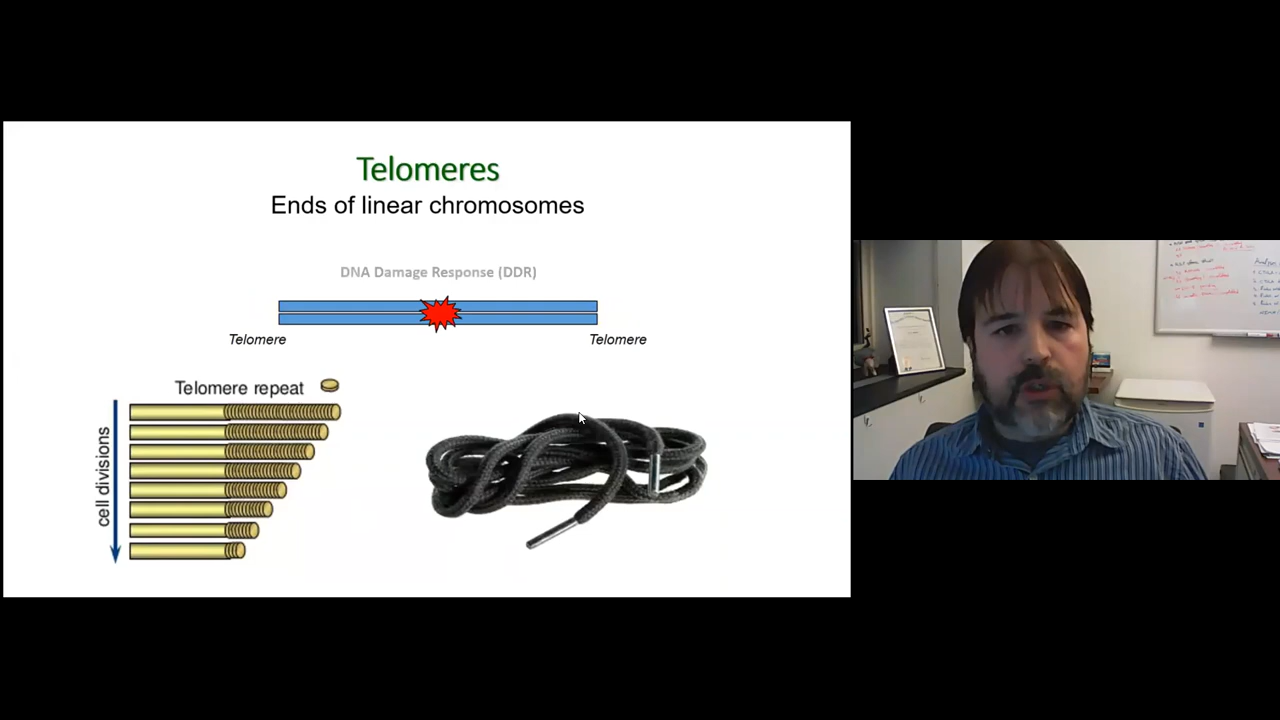 Telomeres
Ends of linear chromosomes
DNA Damage Response (DDR)
Telomere
Telomere
Telomere repeat
cell divisions